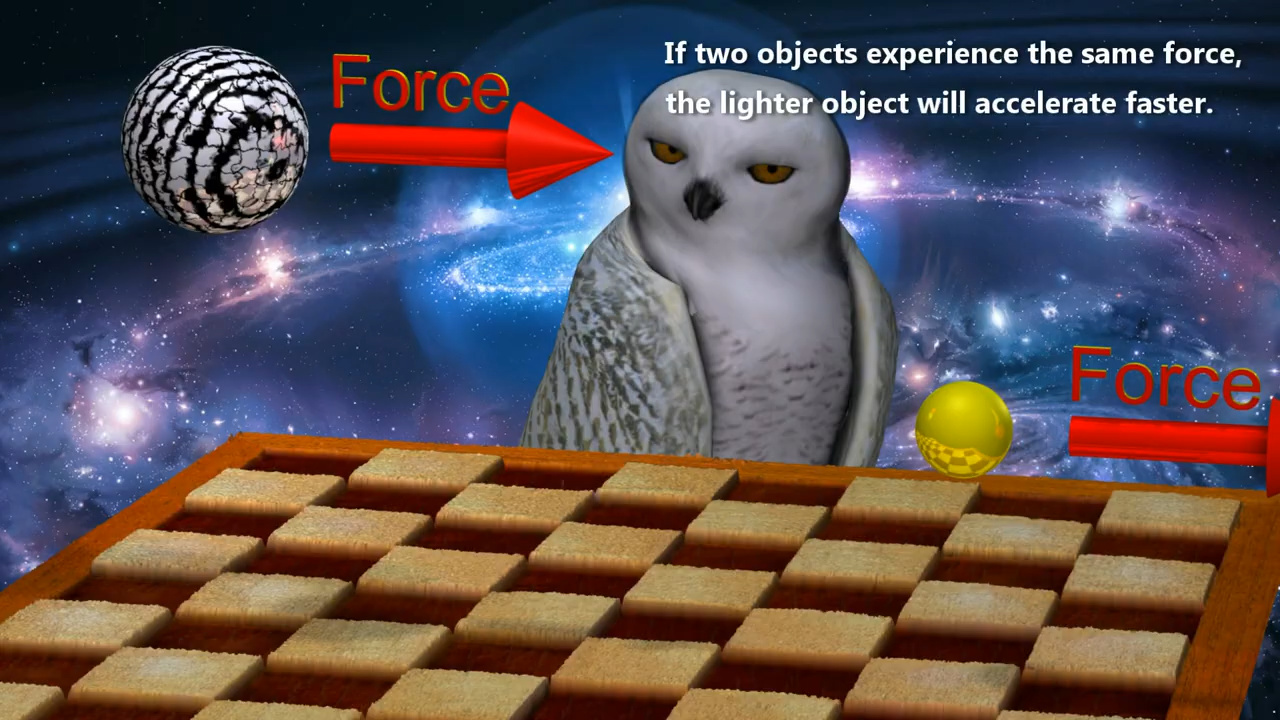 If two objects experience the same force,
the lighter object will accelerate faster.
Force
Force